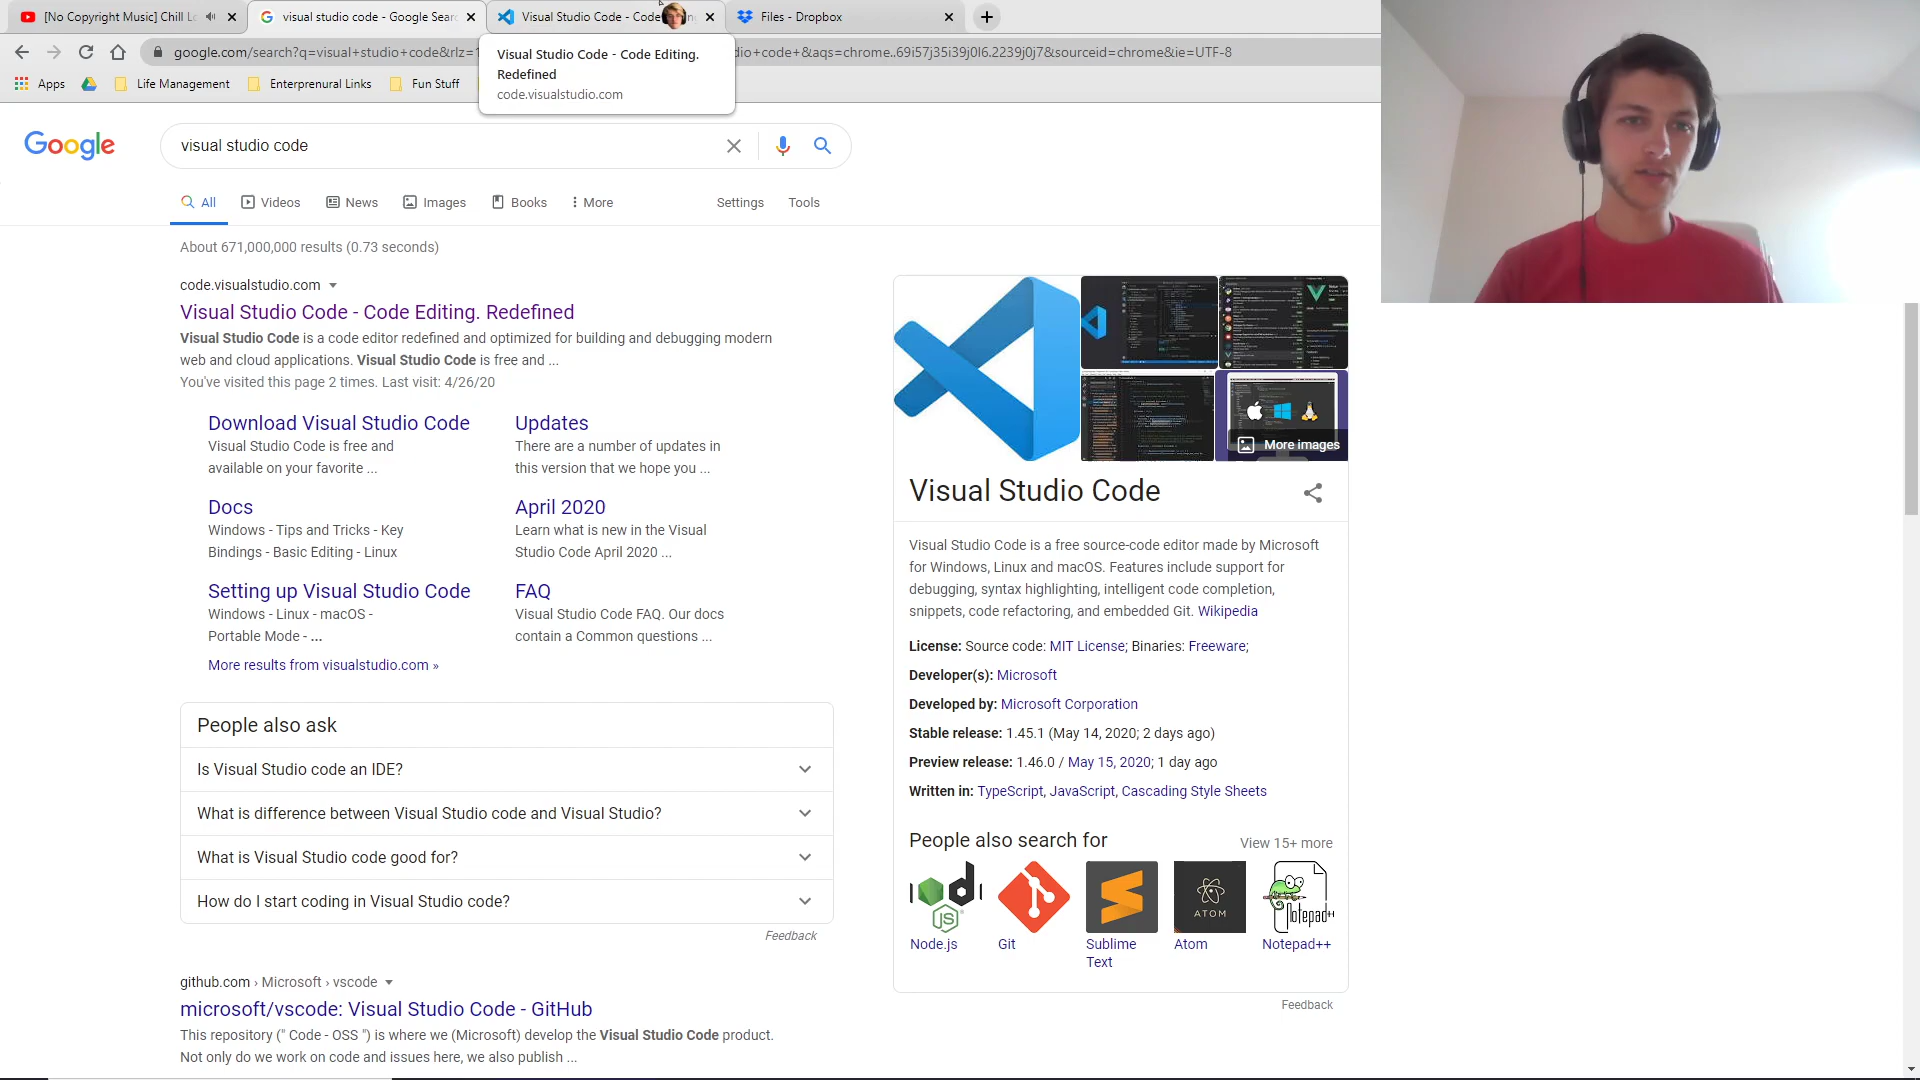 [No Copyright Music] Chill Lo
visual studio code - Google Sear
Visual Studio Code - Code
Files - Dropbox
google.com/search?q=visual+studio+code&rlz=
dio+code+&aqs=chrome..69i57j35i39j0l6.2239j0j7&sourceid=chrome&ie=UTF-8
Visual Studio Code - Code Editing.
Redefined
code.visualstudio.com
Apps
Life Management
Enterprenural Links
Fun Stuff
Google
visual studio code
All
Videos
News
Images
Books
More
Settings
Tools
About 671,000,000 results (0.73 seconds)
code.visualstudio.com
Visual Studio Code - Code Editing. Redefined
Visual Studio Code is a code editor redefined and optimized for building and debugging modern
web and cloud applications. Visual Studio Code is free and ...
You've visited this page 2 times. Last visit: 4/26/20
Download Visual Studio Code
Visual Studio Code is free and
available on your favorite ...
Updates
There are a number of updates in
this version that we hope you ...
Docs
Windows - Tips and Tricks - Key
Bindings - Basic Editing - Linux
April 2020
Learn what is new in the Visual
Studio Code April 2020 ...
Setting up Visual Studio Code
Windows - Linux - macOS -
Portable Mode - ...
FAQ
Visual Studio Code FAQ. Our docs
contain a Common questions ...
More results from visualstudio.com »
People also ask
Is Visual Studio code an IDE?
What is difference between Visual Studio code and Visual Studio?
What is Visual Studio code good for?
How do I start coding in Visual Studio code?
Feedback
github.com › Microsoft › vscode
microsoft/vscode: Visual Studio Code - GitHub
This repository (" Code - OSS ") is where we (Microsoft) develop the Visual Studio Code product.
Not only do we work on code and issues here, we also publish ...
More images
Visual Studio Code
Visual Studio Code is a free source-code editor made by Microsoft
for Windows, Linux and macOS. Features include support for
debugging, syntax highlighting, intelligent code completion,
snippets, code refactoring, and embedded Git. Wikipedia
License: Source code: MIT License; Binaries: Freeware;
Developer(s): Microsoft
Developed by: Microsoft Corporation
Stable release: 1.45.1 (May 14, 2020; 2 days ago)
Preview release: 1.46.0 / May 15, 2020; 1 day ago
Written in: TypeScript, JavaScript, Cascading Style Sheets
People also search for
View 15+ more
JS
ATOM
Notepad++
Node.js
Git
Sublime
Text
Atom
Notepad++
Feedback